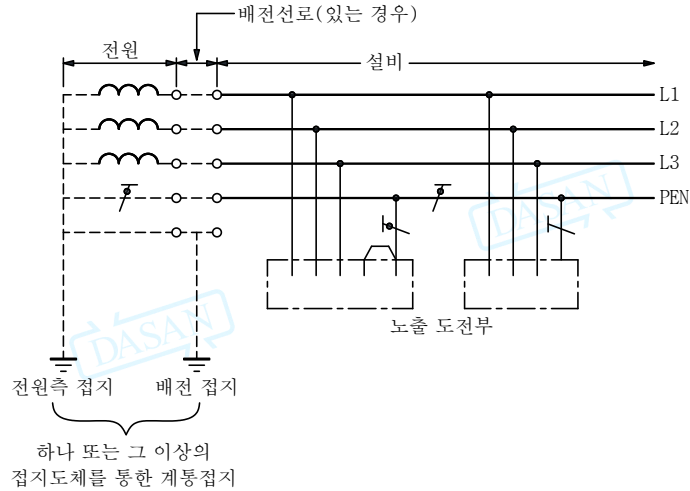 배전선로(있는 경우)
전원
설비
L1
L2
L3
PEN
DASAN
노출 도전부
DASAN
전원측 접지
배전 접지
하나 또는 그 이상의
접지도체를 통한 계통접지